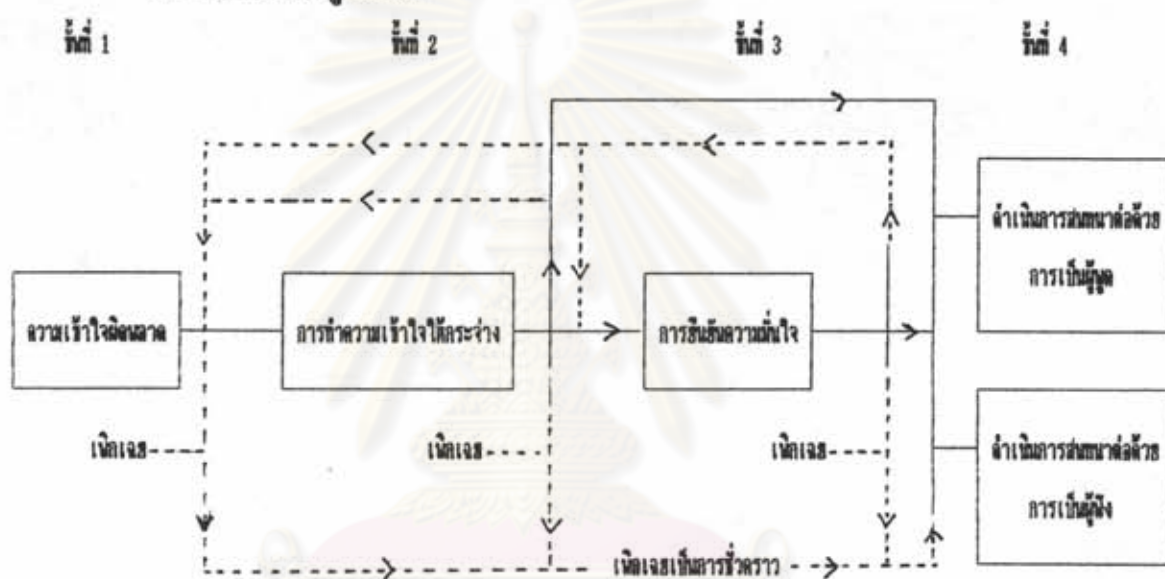 ขั้นที่ 1
ขั้นที่ 2
ขั้นที่ 3
ขั้นที่ 4
ดำเนินการสนทนาต่อด้วย
การเป็นผู้พูด
ความเข้าใจผิดพลาด
การทำความเข้าใจให้กระจ่าง
การยืนยันความมั่นใจ
เพิกเฉย
เพิกเฉย
เพิกเฉย
ดำเนินการสนทนาต่อด้วย
การเป็นผู้ฟัง
เพิกเฉยเป็นการชั่วคราว